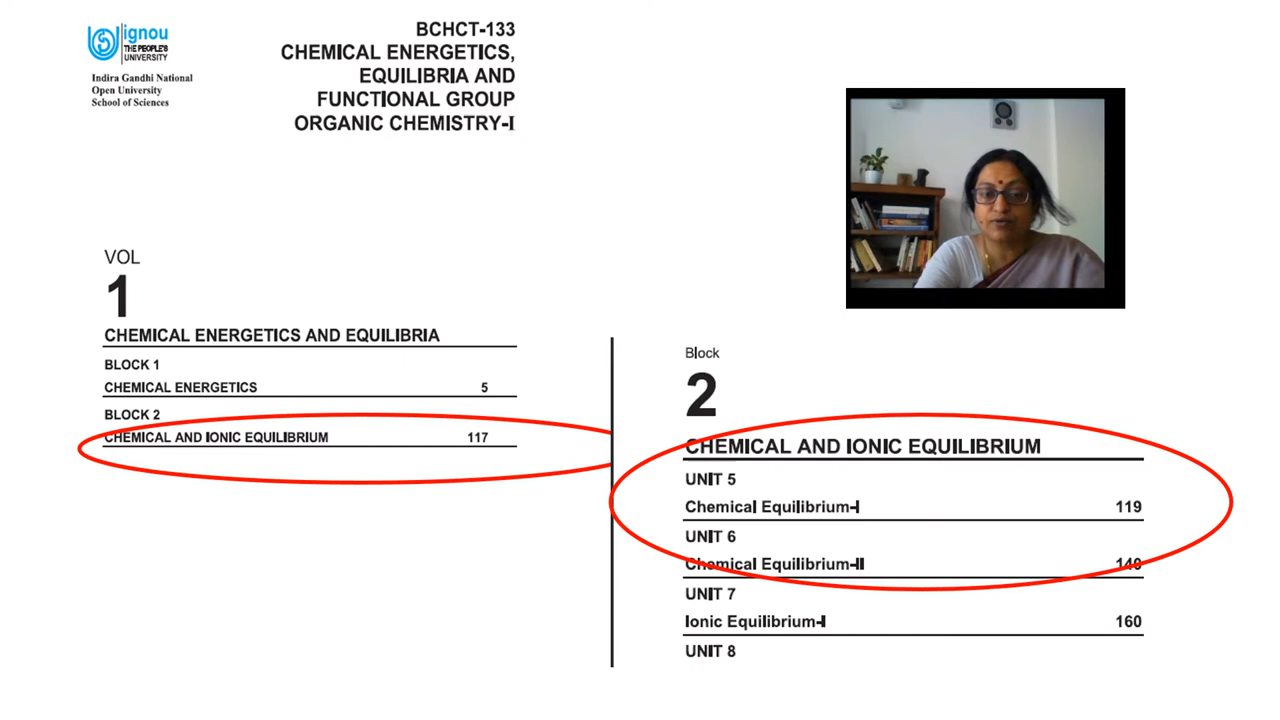 ignou
THE PEOPLE'S
UNIVERSITY
Indira Gandhi National
Open University
School of Sciences
BCHCT-133
CHEMICAL ENERGETICS,
EQUILIBRIA AND
FUNCTIONAL GROUP
ORGANIC CHEMISTRY-I
VOL
1
CHEMICAL ENERGETICS AND EQUILIBRIA
BLOCK 1
CHEMICAL ENERGETICS 5
BLOCK 2
CHEMICAL AND IONIC EQUILIBRIUM 117
Block
2
CHEMICAL AND IONIC EQUILIBRIUM
UNIT 5
Chemical Equilibrium-I 119
UNIT 6
Chemical Equilibrium-II 140
UNIT 7
Ionic Equilibrium-I 160
UNIT 8